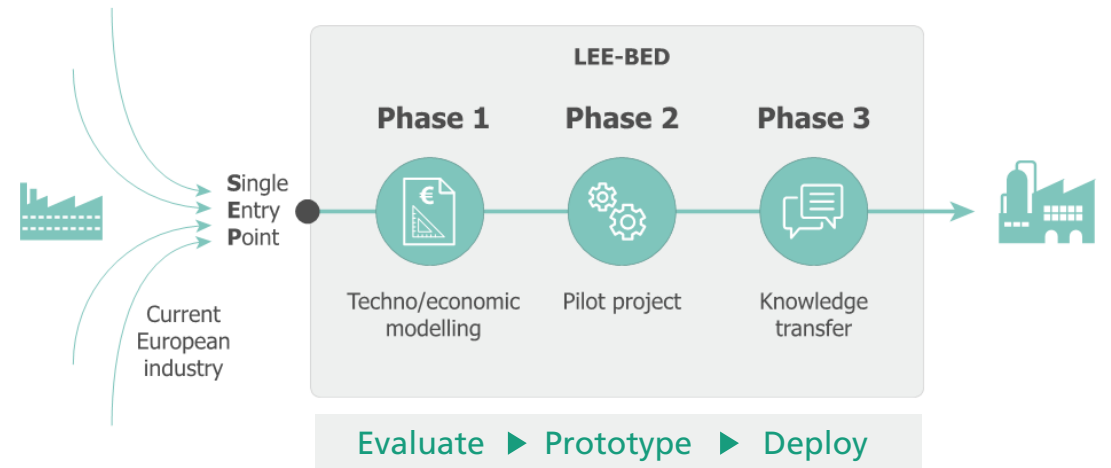 LEE-BED
Phase 1
Phase 2
Phase 3
Single
Entry
Point
€
Techno/economic
modelling
Pilot project
Knowledge
transfer
Current
European
industry
Evaluate ▶ Prototype ▶ Deploy